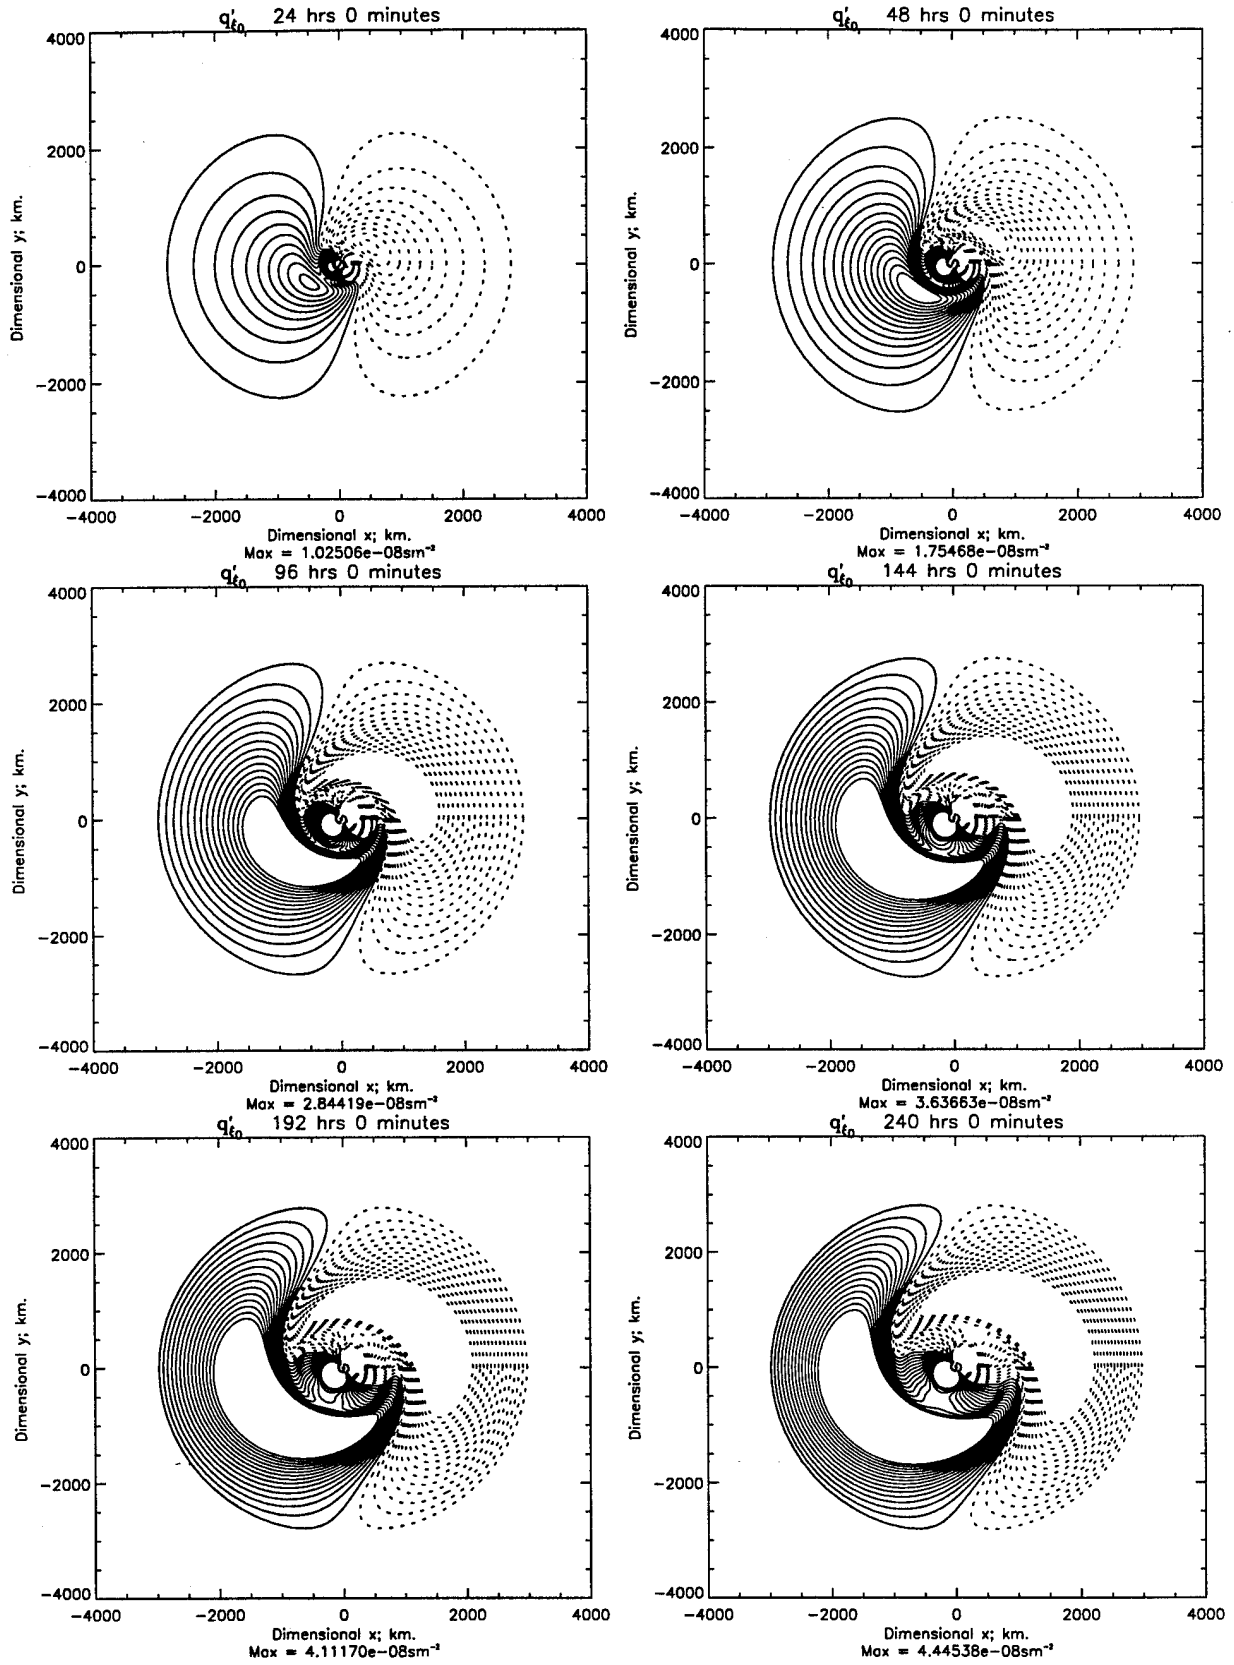 q′ξ0 24 hrs 0 minutes
4000
2000
0
−2000
−4000
Dimensional y; km.
−4000 −2000 0 2000 4000
Dimensional x; km.
Max = 1.02506e−08sm⁻²
q′ξ0 48 hrs 0 minutes
4000
2000
0
−2000
−4000
Dimensional y; km.
−4000 −2000 0 2000 4000
Dimensional x; km.
Max = 1.75468e−08sm⁻²
q′ξ0 96 hrs 0 minutes
4000
2000
0
−2000
−4000
Dimensional y; km.
−4000 −2000 0 2000 4000
Dimensional x; km.
Max = 2.84419e−08sm⁻²
q′ξ0 144 hrs 0 minutes
4000
2000
0
−2000
−4000
Dimensional y; km.
−4000 −2000 0 2000 4000
Dimensional x; km.
Max = 3.63663e−08sm⁻²
q′ξ0 192 hrs 0 minutes
4000
2000
0
−2000
−4000
Dimensional y; km.
−4000 −2000 0 2000 4000
Dimensional x; km.
Max = 4.11170e−08sm⁻²
q′ξ0 240 hrs 0 minutes
4000
2000
0
−2000
−4000
Dimensional y; km.
−4000 −2000 0 2000 4000
Dimensional x; km.
Max = 4.44538e−08sm⁻²